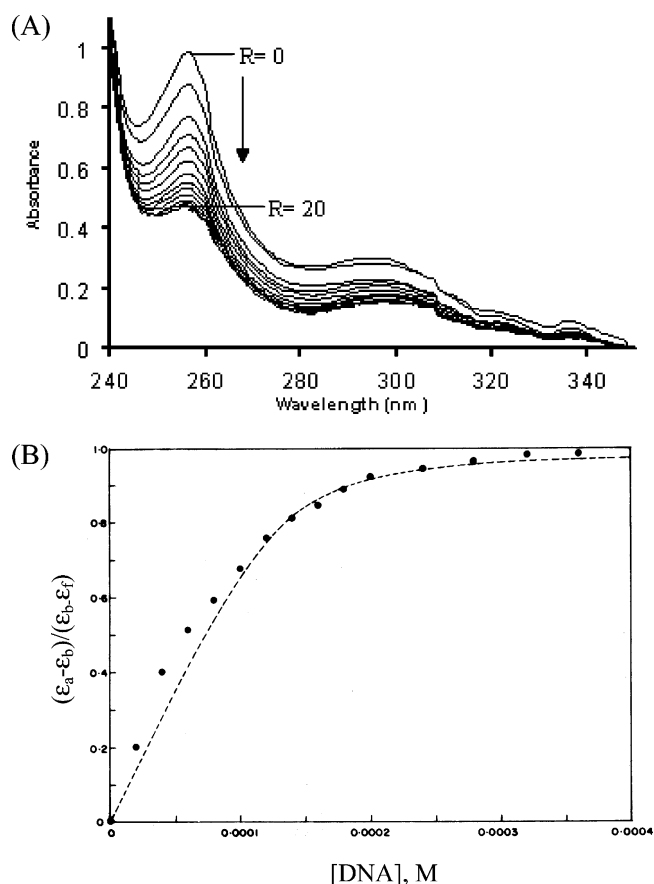 (A)
1
R= 0
0.8
0.6
R= 20
0.4
0.2
0
Absorbance
240 260 280 300 320 340
Wavelength (nm )
(B)
1·0
0·8
0·6
0·4
0·2
0
(εa-εb)/(εb-εf)
0 0·0001 0·0002 0·0003 0·0004
[DNA], M